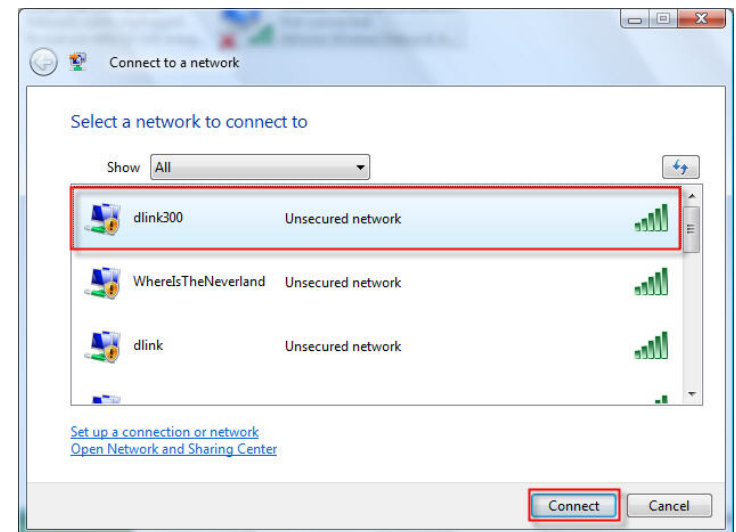 Connect to a network
Select a network to connect to
Show All
dlink300 Unsecured network
WhereIsTheNeverland Unsecured network
dlink Unsecured network
Set up a connection or network
Open Network and Sharing Center
Connect Cancel